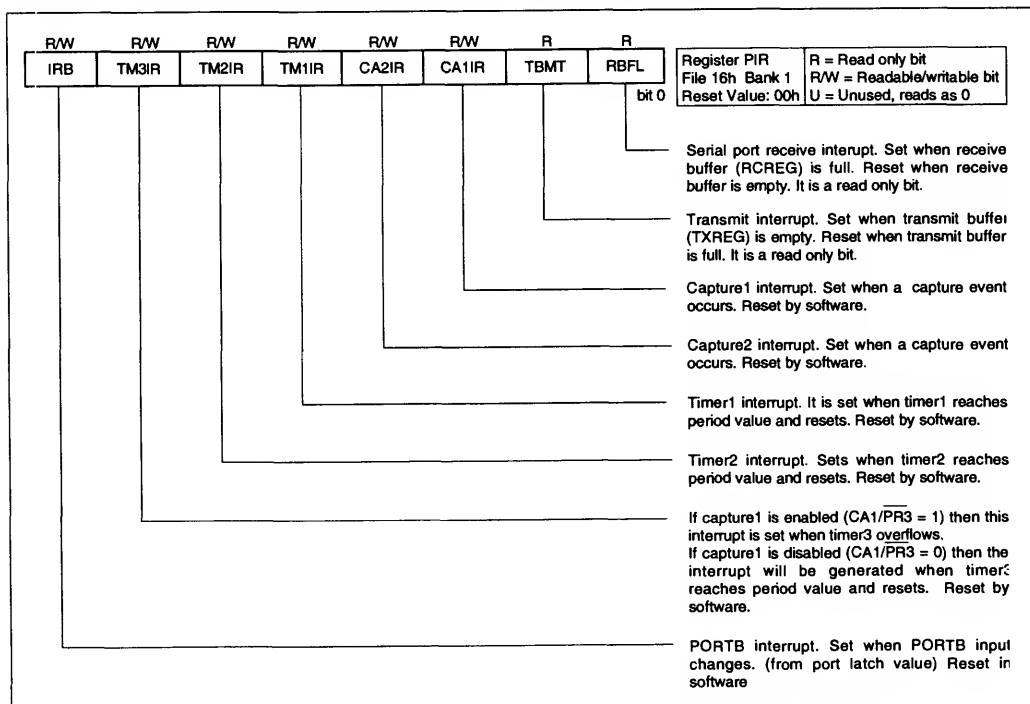 R/W R/W R/W R/W R/W R/W R R
IRB TM3IR TM2IR TM1IR CA2IR CA1IR TBMT RBFL
bit 0
Register PIR
File 16h Bank 1
Reset Value: 00h
R = Read only bit
R/W = Readable/writable bit
U = Unused, reads as 0
Serial port receive interupt. Set when receive
buffer (RCREG) is full. Reset when receive
buffer is empty. It is a read only bit.
Transmit interrupt. Set when transmit buffer
(TXREG) is empty. Reset when transmit buffer
is full. It is a read only bit.
Capture1 interrupt. Set when a capture event
occurs. Reset by software.
Capture2 interrupt. Set when a capture event
occurs. Reset by software.
Timer1 interrupt. It is set when timer1 reaches
period value and resets. Reset by software.
Timer2 interrupt. Sets when timer2 reaches
period value and resets. Reset by software.
If capture1 is enabled (CA1/P̅R̅3̅ = 1) then this
interrupt is set when timer3 overflows.
If capture1 is disabled (CA1/P̅R̅3̅ = 0) then the
interrupt will be generated when timer3
reaches period value and resets. Reset by
software.
PORTB interrupt. Set when PORTB input
changes. (from port latch value) Reset in
software